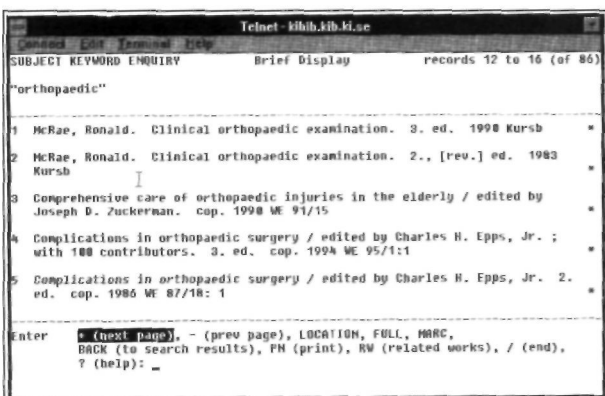 Telnet - kibib.kib.ki.se
Connect Edit Terminal Help
SUBJECT KEYWORD ENQUIRY Brief Display records 12 to 16 (of 86)
"orthopaedic"
1 McRae, Ronald. Clinical orthopaedic examination. 3. ed. 1990 Kursb *
2 McRae, Ronald. Clinical orthopaedic examination. 2., [rev.] ed. 1983
Kursb *
3 Comprehensive care of orthopaedic injuries in the elderly / edited by
Joseph D. Zuckerman. cop. 1990 WE 91/15 *
4 Complications in orthopaedic surgery / edited by Charles H. Epps, Jr. ;
with 100 contributors. 3. ed. cop. 1994 WE 95/1:1 *
5 Complications in orthopaedic surgery / edited by Charles H. Epps, Jr. 2.
ed. cop. 1986 WE 87/18: 1 *
Enter + (next page), - (prev page), LOCATION, FULL, MARC,
BACK (to search results), PN (print), RW (related works), / (end),
? (help): _